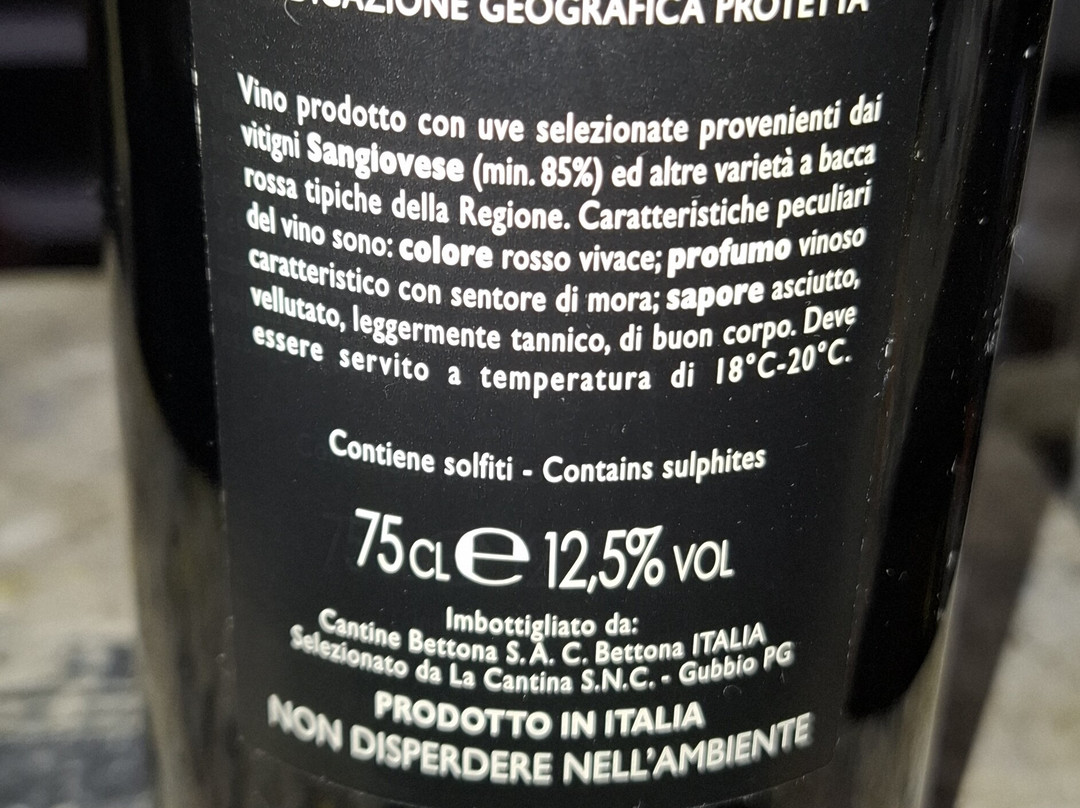 GEOGRAFICA PROTETTA
Vino prodotto con uve selezionate provenienti dai
vitigni Sangiovese (min. 85%) ed altre varietà a bacca
rossa tipiche della Regione. Caratteristiche peculiari
del vino sono: colore rosso vivace; profumo vinoso
caratteristico con sentore di mora; sapore asciutto,
vellutato, leggermente tannico, di buon corpo. Deve
essere servito a temperatura di 18°C-20°C.
Contiene solfiti - Contains sulphites
75 CL e 12,5% VOL
Imbottigliato da:
Cantine Bettona S. A. C. Bettona ITALIA
Selezionato da La Cantina S.N.C. - Gubbio PG
PRODOTTO IN ITALIA
NON DISPERDERE NELL'AMBIENTE